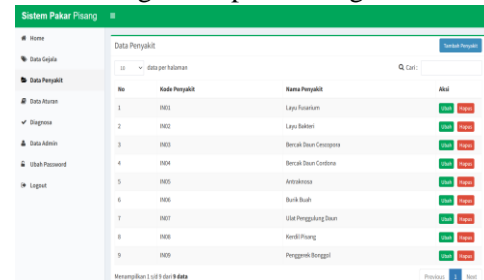 Sistem Pakar Pisang
Home
Data Gejala
Data Penyakit
Data Aturan
Diagnosa
Data Admin
Ubah Password
Logout
Data Penyakit
Tambah Penyakit
10 data per halaman
Cari:
No Kode Penyakit Nama Penyakit Aksi
1 IN01 Layu Fusarium Ubah Hapus
2 IN02 Layu Bakteri Ubah Hapus
3 IN03 Bercak Daun Cescopora Ubah Hapus
4 IN04 Bercak Daun Cordona Ubah Hapus
5 IN05 Antraknosa Ubah Hapus
6 IN06 Burik Buah Ubah Hapus
7 IN07 Ulat Penggulung Daun Ubah Hapus
8 IN08 Kerdil Pisang Ubah Hapus
9 IN09 Penggerek Bonggol Ubah Hapus
Menampilkan 1 s/d 9 dari 9 data
Previous 1 Next